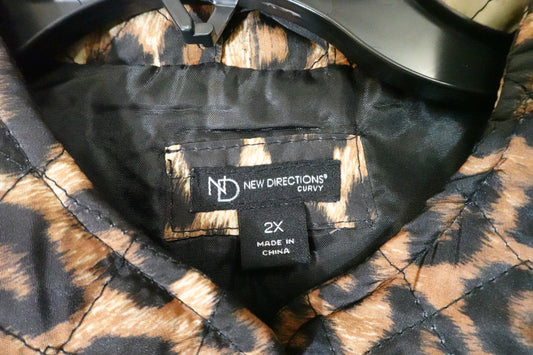 ND NEW DIRECTIONS®
CURVY
2X
MADE IN
CHINA